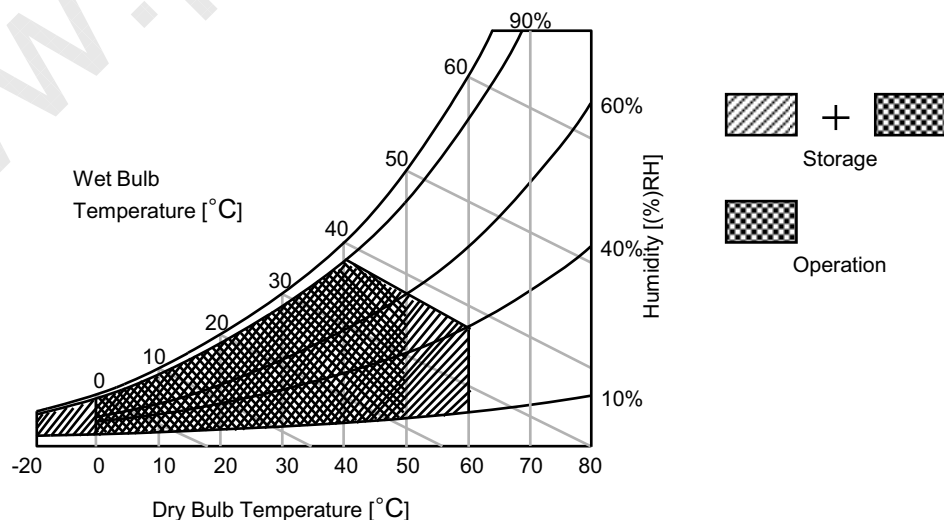 90%
60
60%
50
Wet Bulb
Temperature [°C]
40
40%
30
20
10
0
10%
Humidity [(%)RH]
-20 0 10 20 30 40 50 60 70 80
Dry Bulb Temperature [°C]
+
Storage
Operation